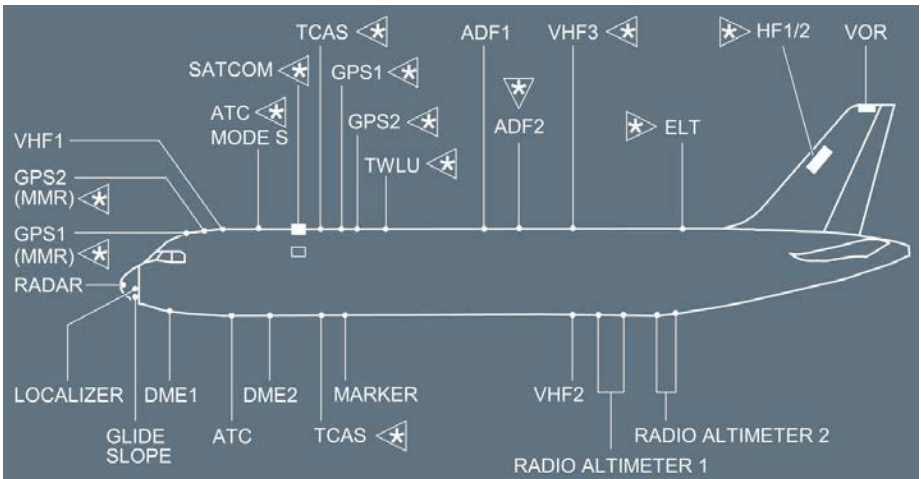 TCAS
ADF1
VHF3
HF1/2
VOR
SATCOM
GPS1
ATC
MODE S
GPS2
ADF2
ELT
VHF1
TWLU
GPS2
(MMR)
GPS1
(MMR)
RADAR
LOCALIZER
DME1
DME2
MARKER
VHF2
GLIDE
SLOPE
ATC
TCAS
RADIO ALTIMETER 2
RADIO ALTIMETER 1